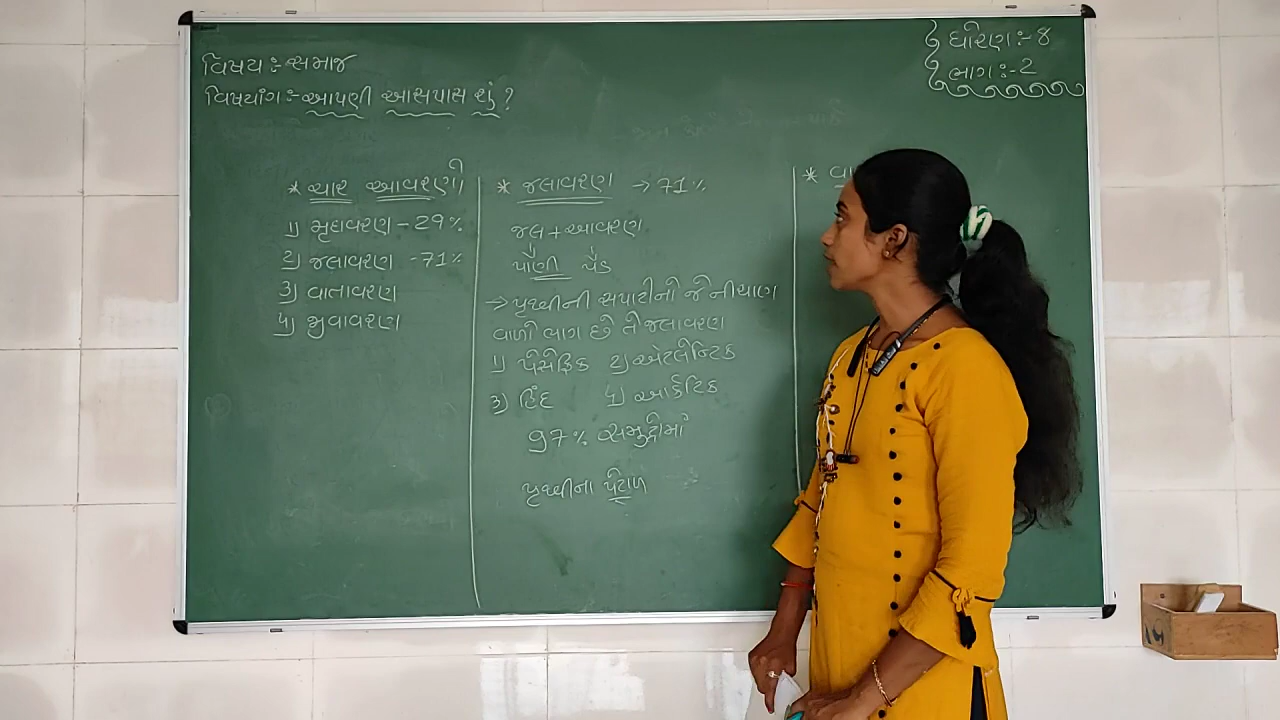 વિષય:- સમાજ
વિષયાંગ:- આપણી આસપાસ શું ?
ધોરણ:- 8
ભાગ:- 2
* ચાર આવરણો
1) મૃદાવરણ - 29%
2) જલાવરણ - 71%
3) વાતાવરણ
4) જીવાવરણ
* જલાવરણ → 71%
જલ + આવરણ
પાણી
→ પૃથ્વીની સપાટીનો જે નીચાણ
વાળો ભાગ છે તે જલાવરણ
1) પેસેફિક 2) એટલેન્ટિક
3) હિંદ 4) આર્કટિક
97% સમુદ્રોમાં
પૃથ્વીના પેટાળ
* વા